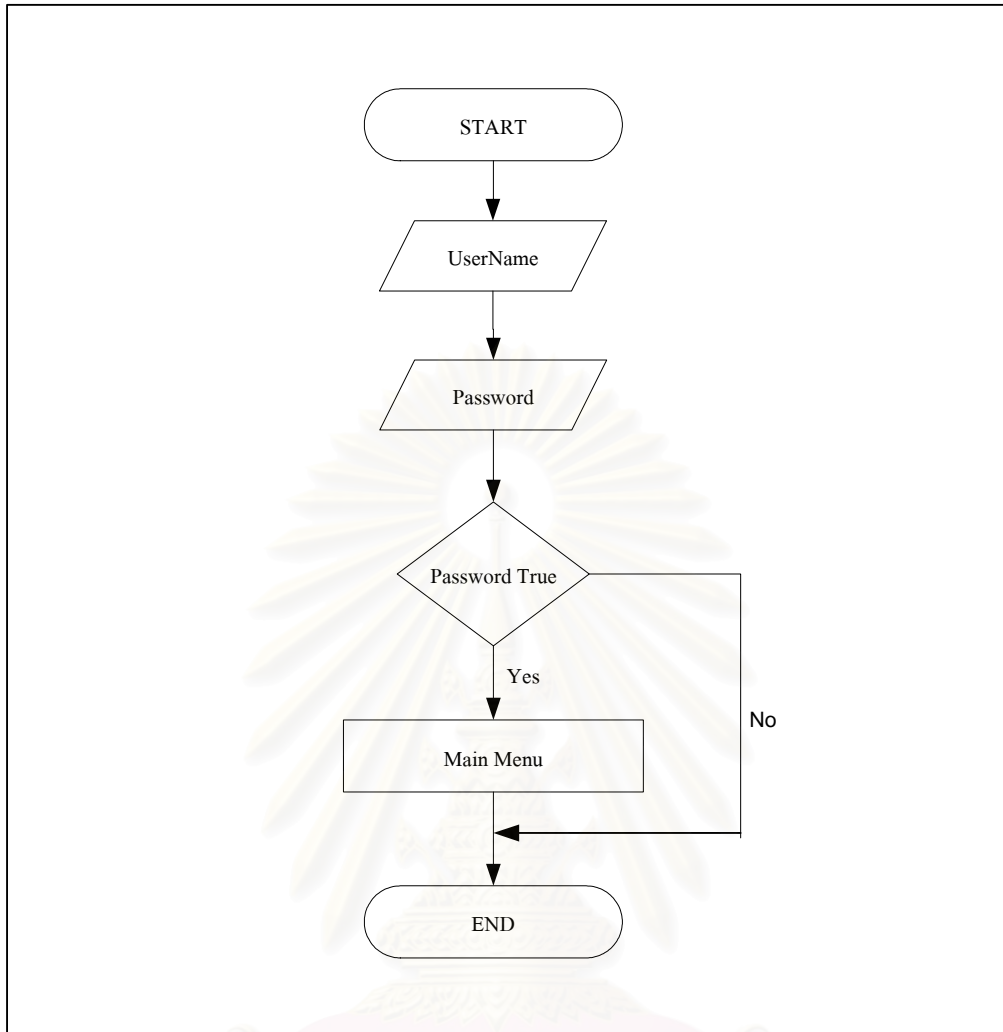 START
UserName
Password
Password True
Yes
No
Main Menu
END